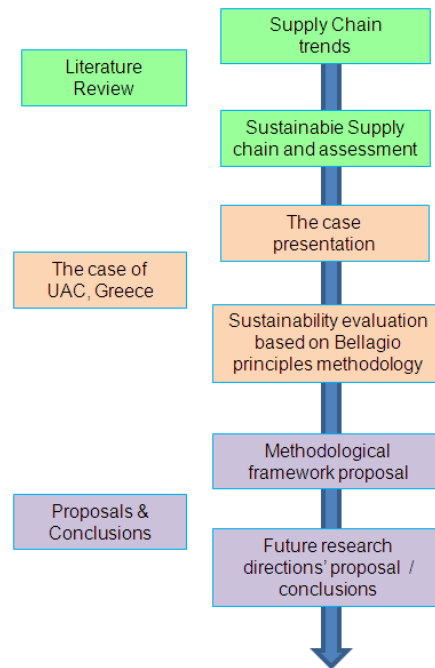 Supply Chain
trends
Literature
Review
Sustainabie Supply
chain and assessment
The case
presentation
The case of
UAC, Greece
Sustainability evaluation
based on Bellagio
principles methodology
Methodological
framework proposal
Proposals &
Conclusions
Future research
directions' proposal /
conclusions